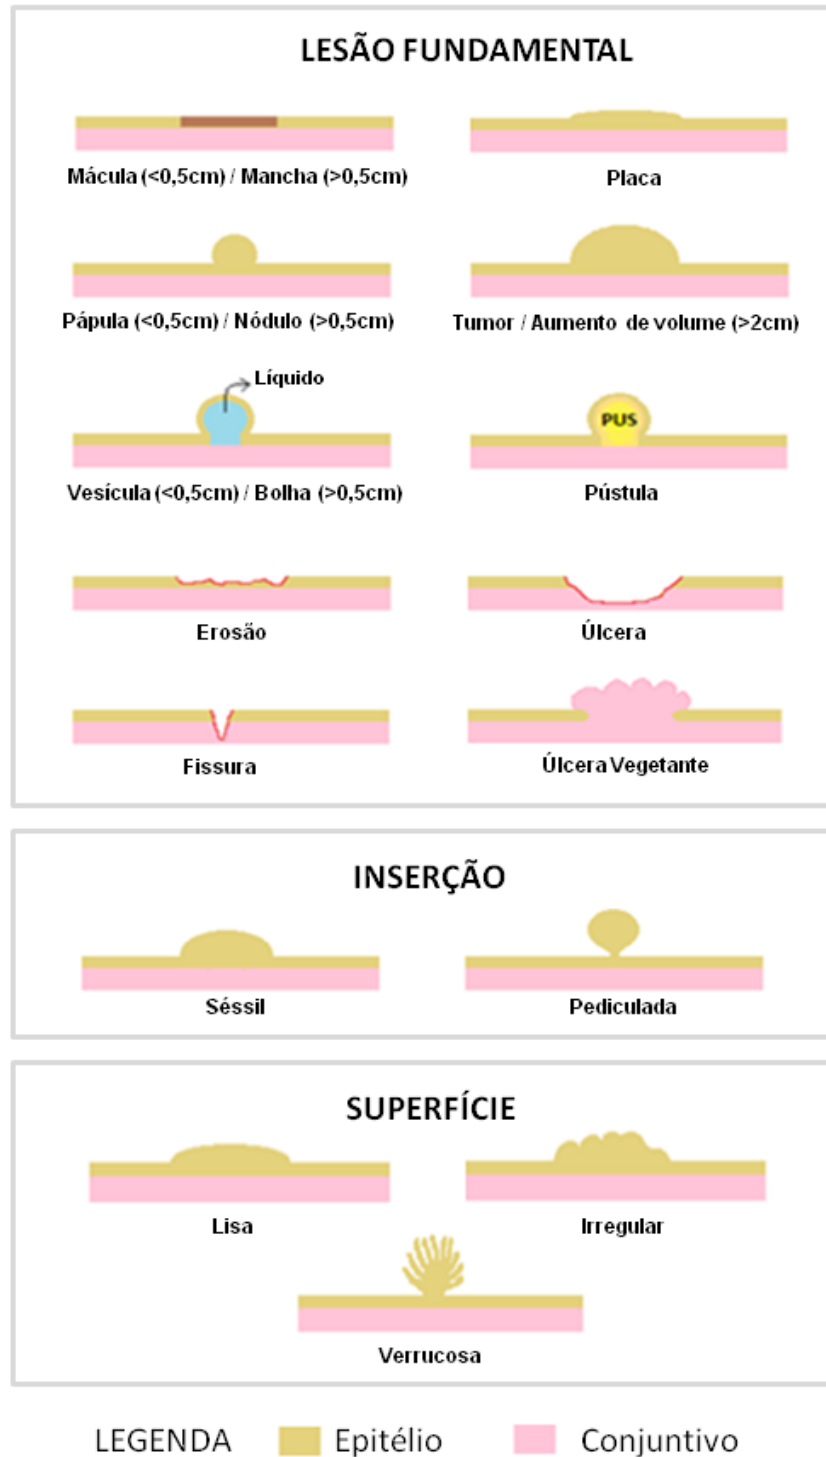 LESÃO FUNDAMENTAL
Mácula (<0,5cm) / Mancha (>0,5cm)
Placa
Pápula (<0,5cm) / Nódulo (>0,5cm)
Tumor / Aumento de volume (>2cm)
Líquido
PUS
Vesícula (<0,5cm) / Bolha (>0,5cm)
Pústula
Erosão
Úlcera
Fissura
Úlcera Vegetante
INSERÇÃO
Séssil
Pediculada
SUPERFÍCIE
Lisa
Irregular
Verrucosa
LEGENDA Epitélio Conjuntivo